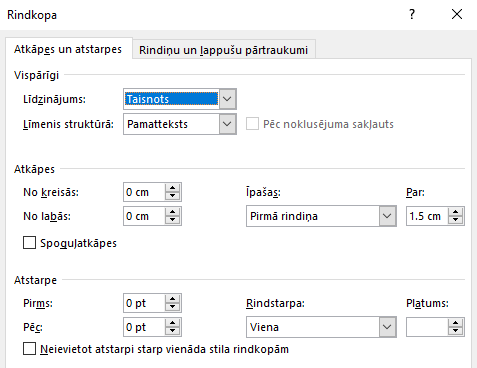 Rindkopa
Atkāpes un atstarpes Rindiņu un lappušu pārtraukumi
Vispārīgi
Līdzinājums: Taisnots
Līmenis struktūrā: Pamatteksts Pēc noklusējuma sakļauts
Atkāpes
No kreisās: 0 cm Īpašas: Par:
No labās: 0 cm Pirmā rindiņa 1.5 cm
Spoguļatkāpes
Atstarpe
Pirms: 0 pt Rindstarpa: Platums:
Pēc: 0 pt Viena
Neievietot atstarpi starp vienāda stila rindkopām